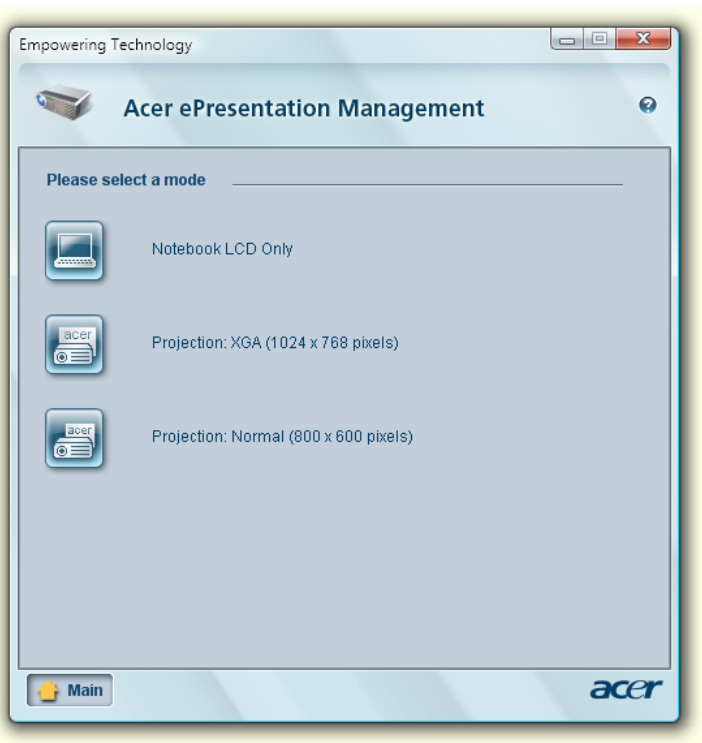 Empowering Technology
Acer ePresentation Management
Please select a mode
Notebook LCD Only
acer
Projection: XGA (1024 x 768 pixels)
acer
Projection: Normal (800 x 600 pixels)
Main
acer